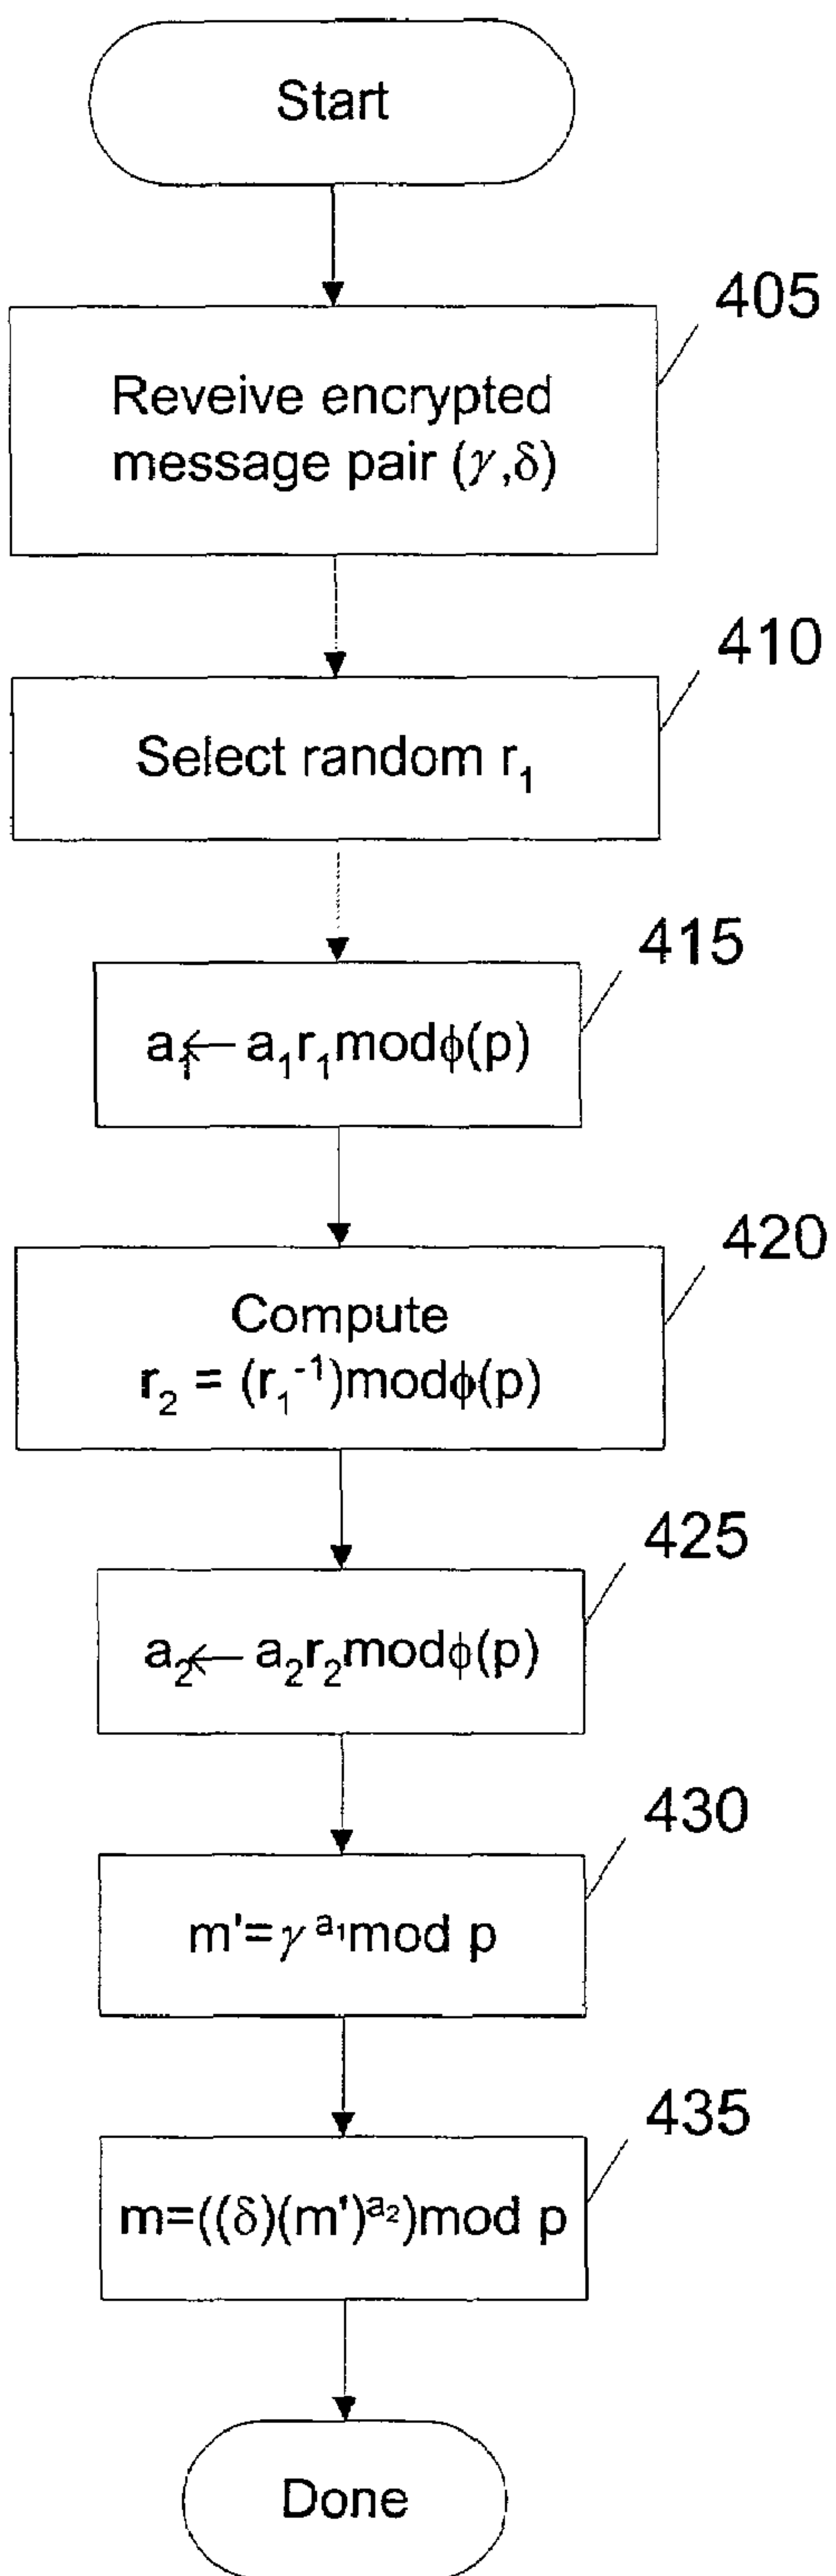 Start
405
Reveive encrypted
message pair (γ,δ)
410
Select random r₁
415
a₁← a₁r₁modϕ(p)
420
Compute
r₂ = (r₁⁻¹)modϕ(p)
425
a₂← a₂r₂modϕ(p)
430
m'=γ^a₁mod p
435
m=((δ)(m')^a₂)mod p
Done